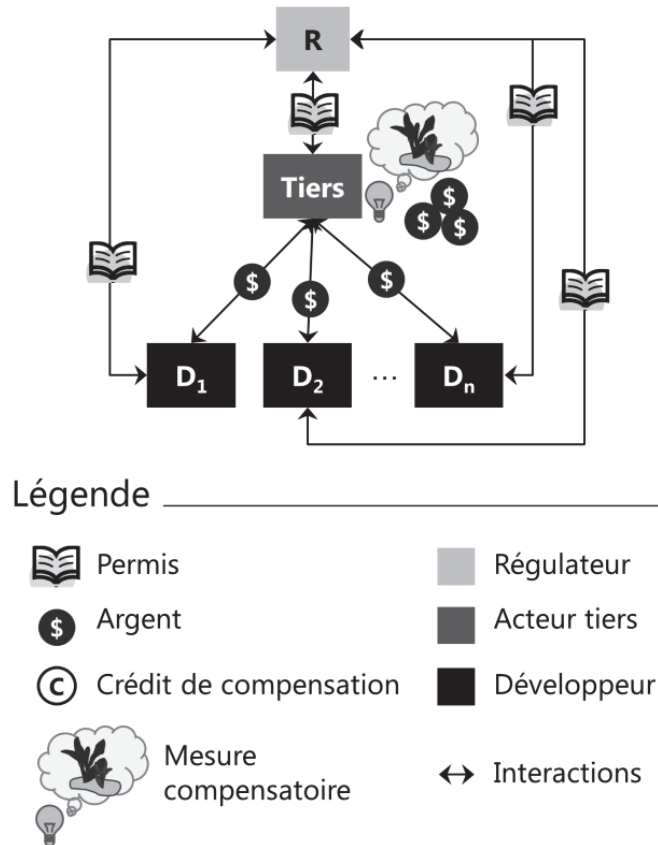 R
Tiers
$
$ $
$ $ $
D1 D2 ... Dn
Légende
Permis
Régulateur
$ Argent
Acteur tiers
C Crédit de compensation
Développeur
Mesure
compensatoire
Interactions